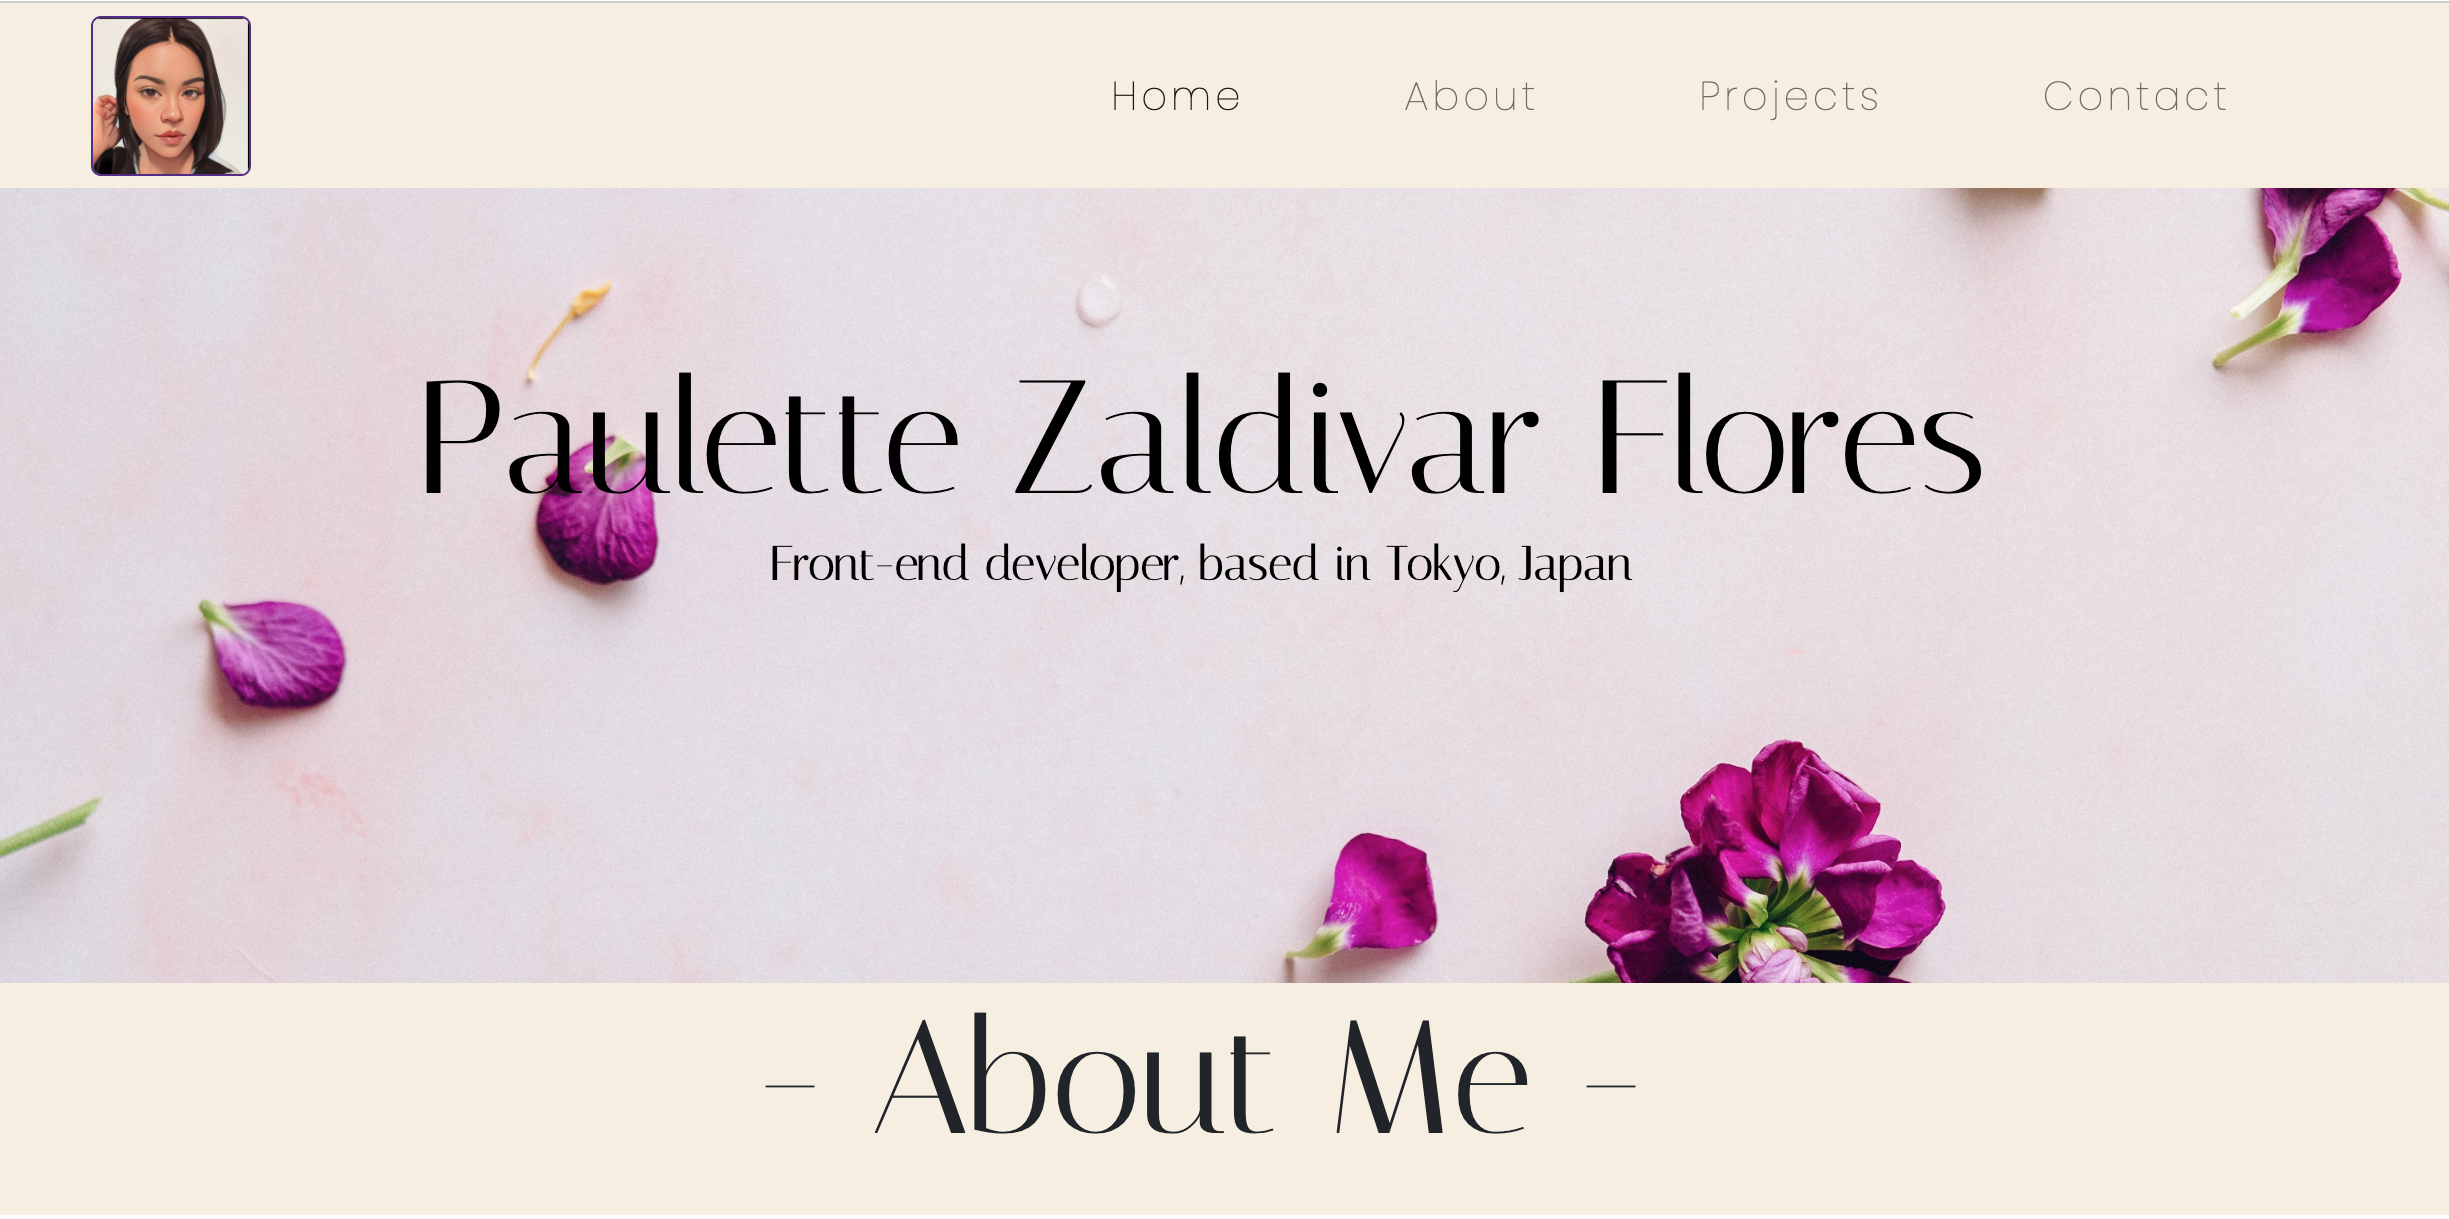 Home About Projects Contact
Paulette Zaldivar Flores
Front-end developer, based in Tokyo, Japan
- About Me -